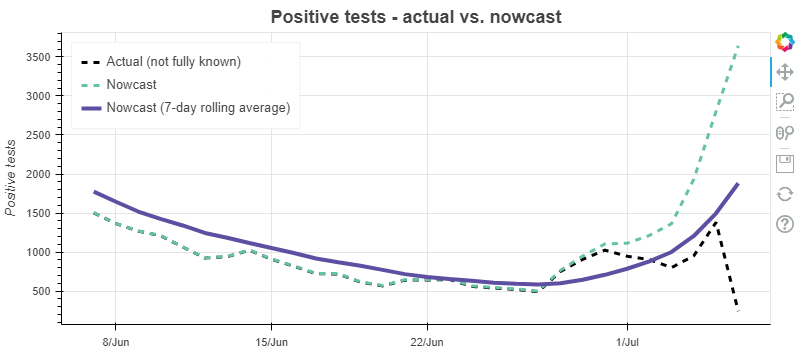 Positive tests - actual vs. nowcast
Actual (not fully known)
Nowcast
Nowcast (7-day rolling average)
Positive tests
3500
3000
2500
2000
1500
1000
500
8/Jun
15/Jun
22/Jun
1/Jul